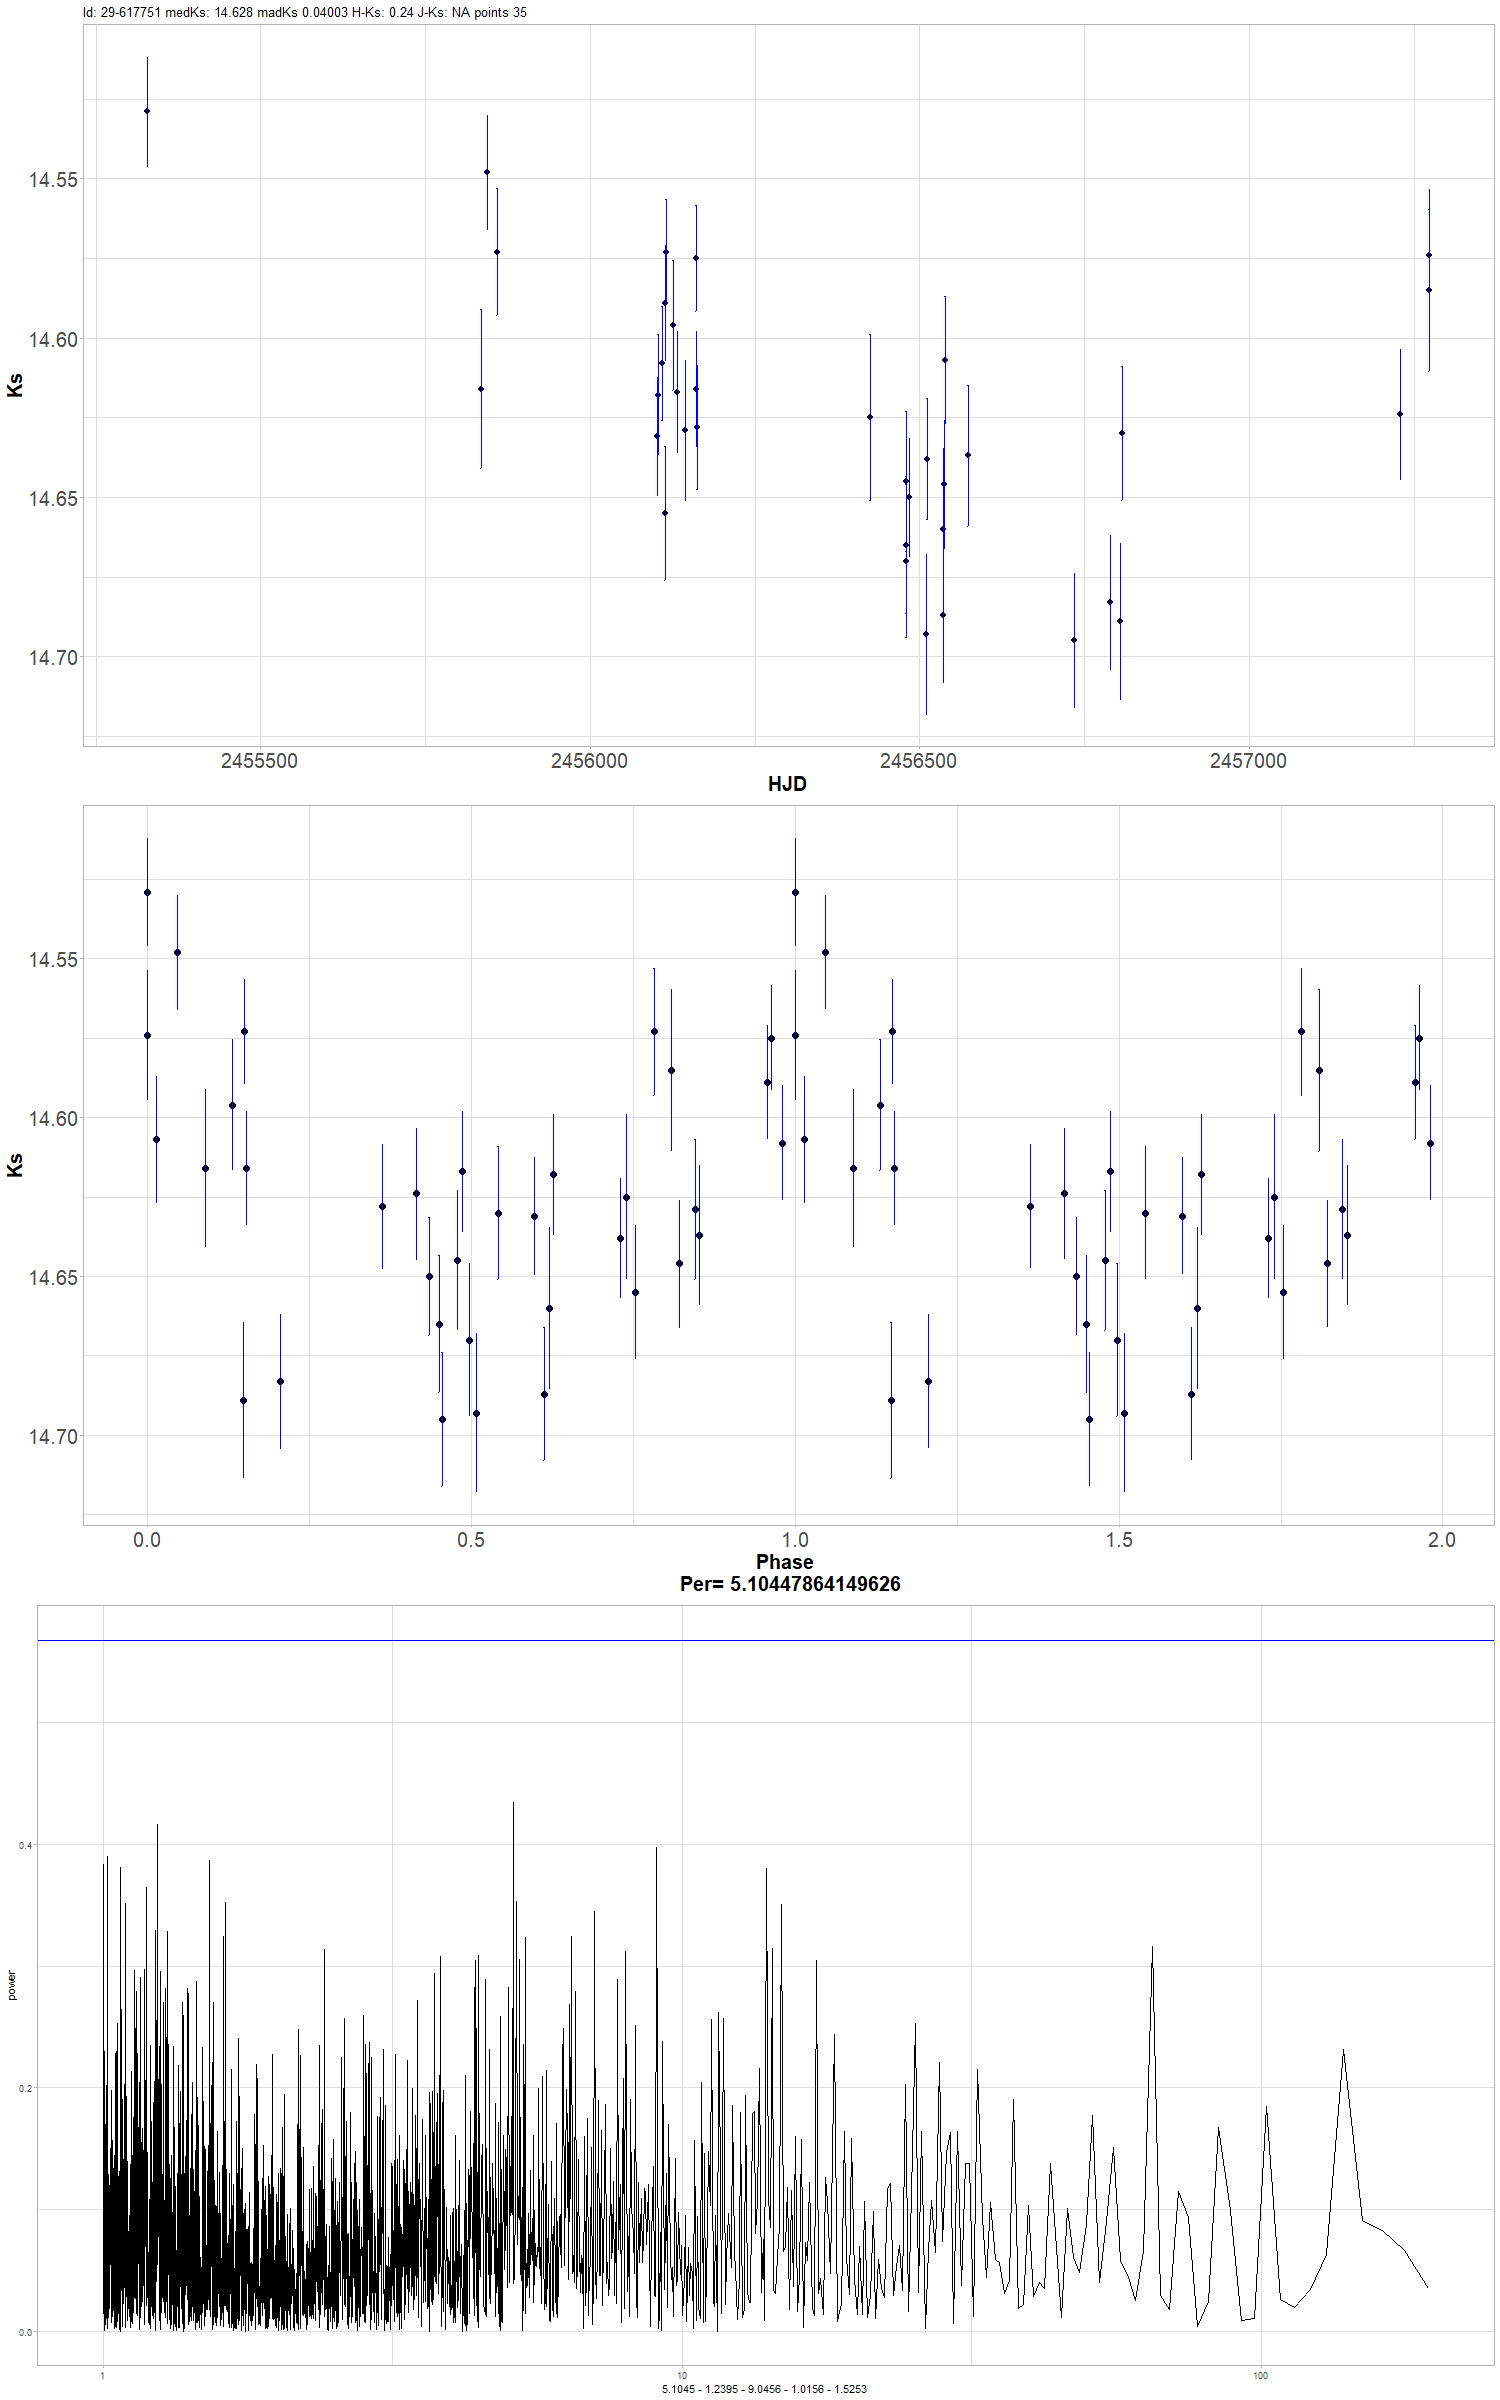 Id: 29-617751 medKs: 14.628 madKs 0.04003 H-Ks: 0.24 J-Ks: NA points 35
14.55
14.60
14.65
14.70
Ks
2455500 2456000 2456500 2457000
HJD
14.55
14.60
14.65
14.70
Ks
0.0 0.5 1.0 1.5 2.0
Phase
Per= 5.10447864149626
0.4
0.2
0.0
power
1 10 100
5.1045 - 1.2395 - 9.0456 - 1.0156 - 1.5253